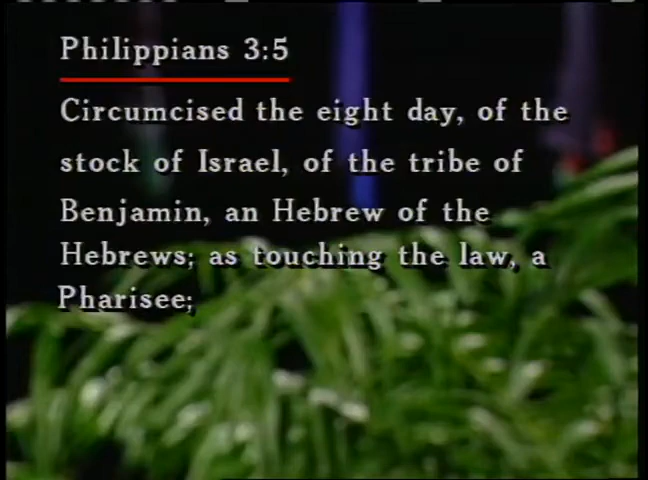 Philippians 3:5
Circumcised the eight day, of the
stock of Israel, of the tribe of
Benjamin, an Hebrew of the
Hebrews; as touching the law, a
Pharisee;